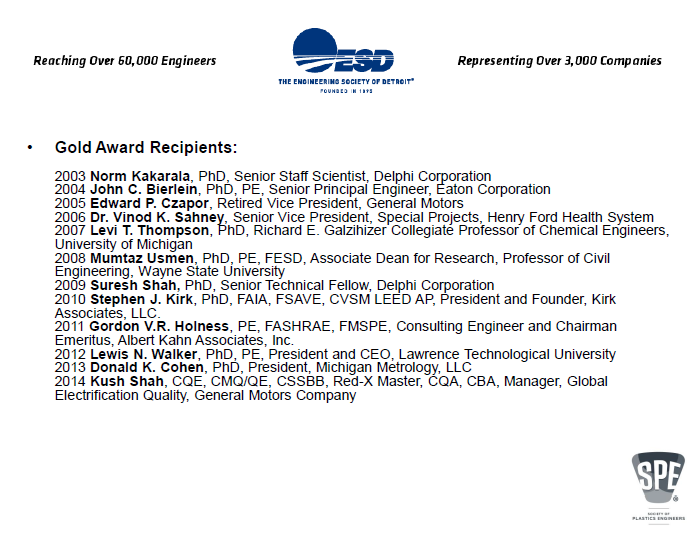 Reaching Over 60,000 Engineers
ESD
THE ENGINEERING SOCIETY OF DETROIT
FOUNDED IN 1895
Representing Over 3,000 Companies
• Gold Award Recipients:
2003 Norm Kakarala, PhD, Senior Staff Scientist, Delphi Corporation
2004 John C. Bierlein, PhD, PE, Senior Principal Engineer, Eaton Corporation
2005 Edward P. Czapor, Retired Vice President, General Motors
2006 Dr. Vinod K. Sahney, Senior Vice President, Special Projects, Henry Ford Health System
2007 Levi T. Thompson, PhD, Richard E. Galzihizer Collegiate Professor of Chemical Engineers,
University of Michigan
2008 Mumtaz Usmen, PhD, PE, FESD, Associate Dean for Research, Professor of Civil
Engineering, Wayne State University
2009 Suresh Shah, PhD, Senior Technical Fellow, Delphi Corporation
2010 Stephen J. Kirk, PhD, FAIA, FSAVE, CVSM LEED AP, President and Founder, Kirk
Associates, LLC.
2011 Gordon V.R. Holness, PE, FASHRAE, FMSPE, Consulting Engineer and Chairman
Emeritus, Albert Kahn Associates, Inc.
2012 Lewis N. Walker, PhD, PE, President and CEO, Lawrence Technological University
2013 Donald K. Cohen, PhD, President, Michigan Metrology, LLC
2014 Kush Shah, CQE, CMQ/QE, CSSBB, Red-X Master, CQA, CBA, Manager, Global
Electrification Quality, General Motors Company
SPE
SOCIETY OF
PLASTICS ENGINEERS